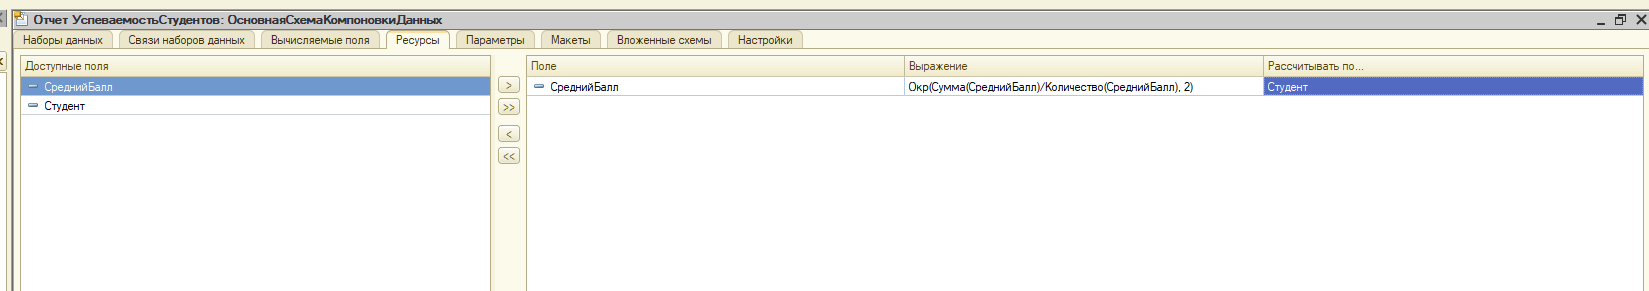 Отчет УспеваемостьСтудентов: ОсновнаяСхемаКомпоновкиДанных
Наборы данных Связи наборов данных Вычисляемые поля Ресурсы Параметры Макеты Вложенные схемы Настройки
Доступные поля Поле Выражение Рассчитывать по...
СреднийБалл > СреднийБалл Окр(Сумма(СреднийБалл)/Количество(СреднийБалл), 2) Студент
Студент >>
<
<<